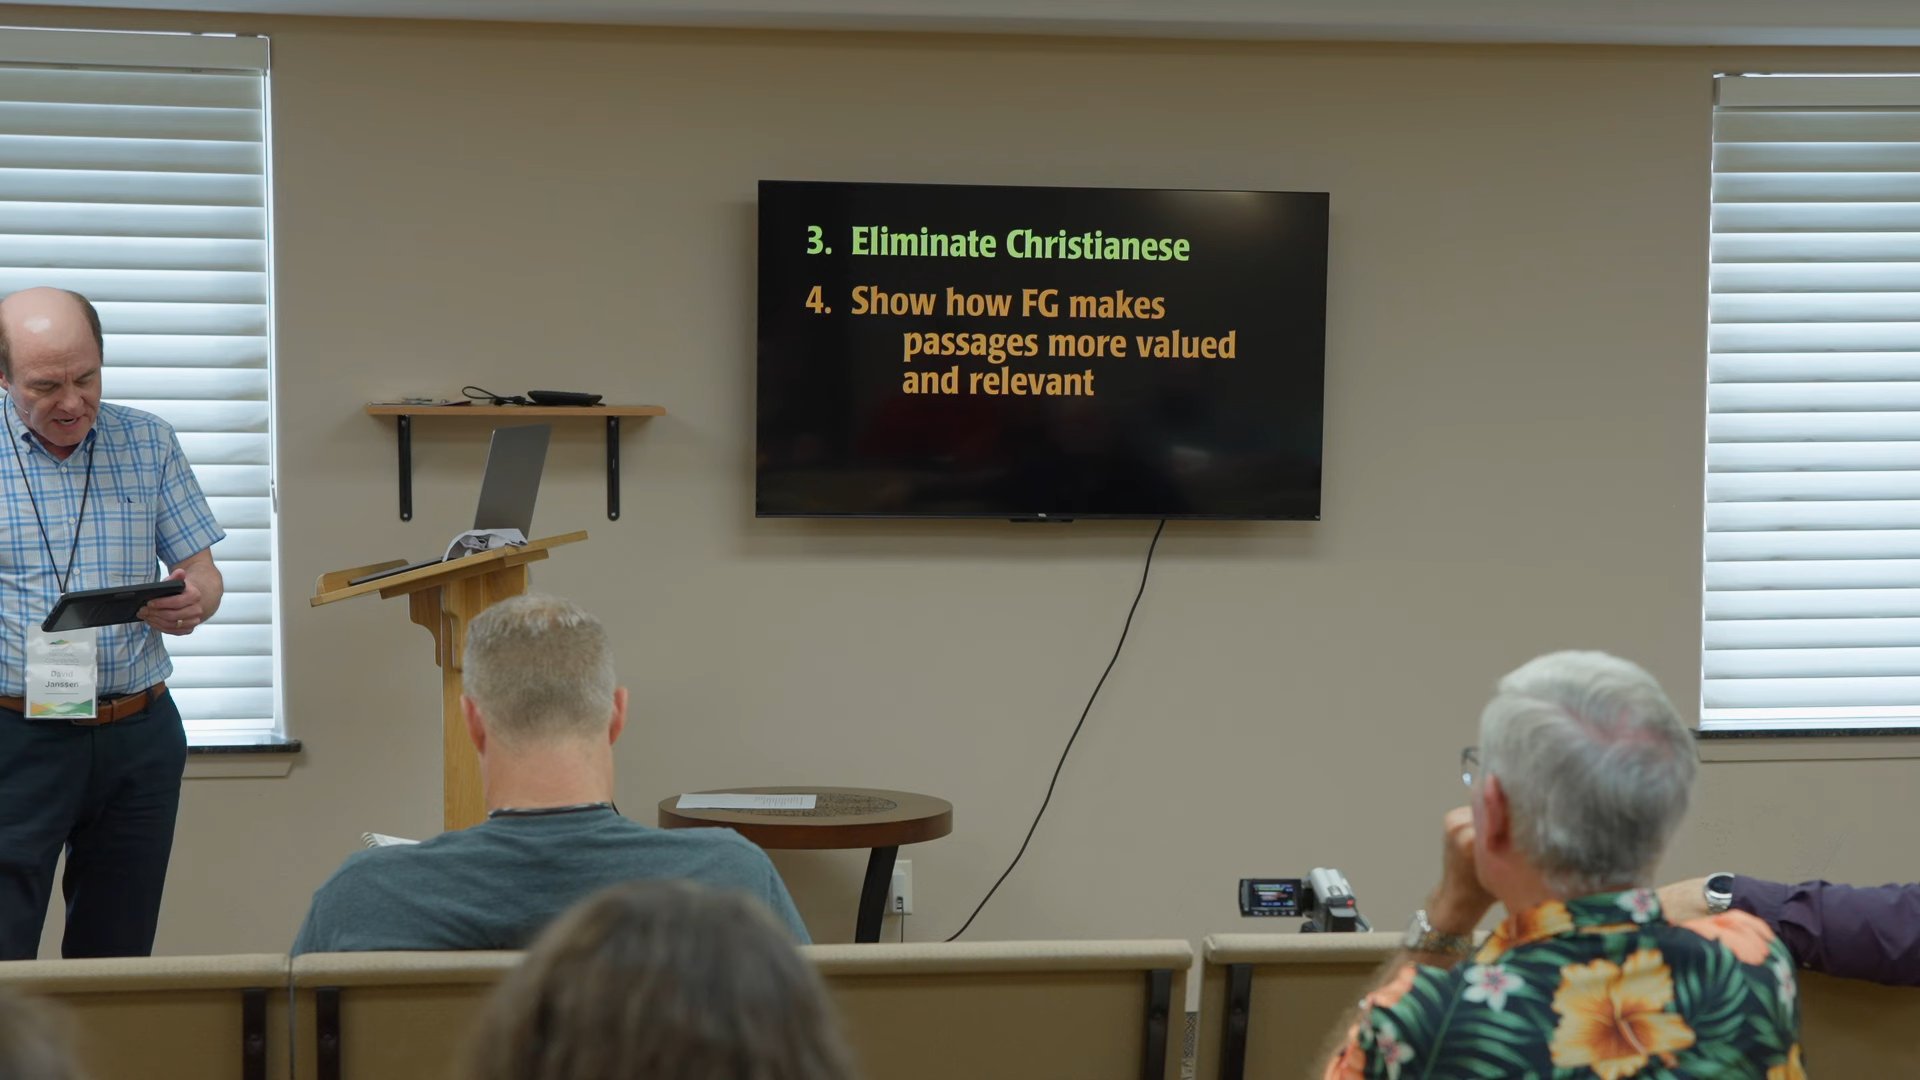 3. Eliminate Christianese
4. Show how FG makes
passages more valued
and relevant
David
Janssen